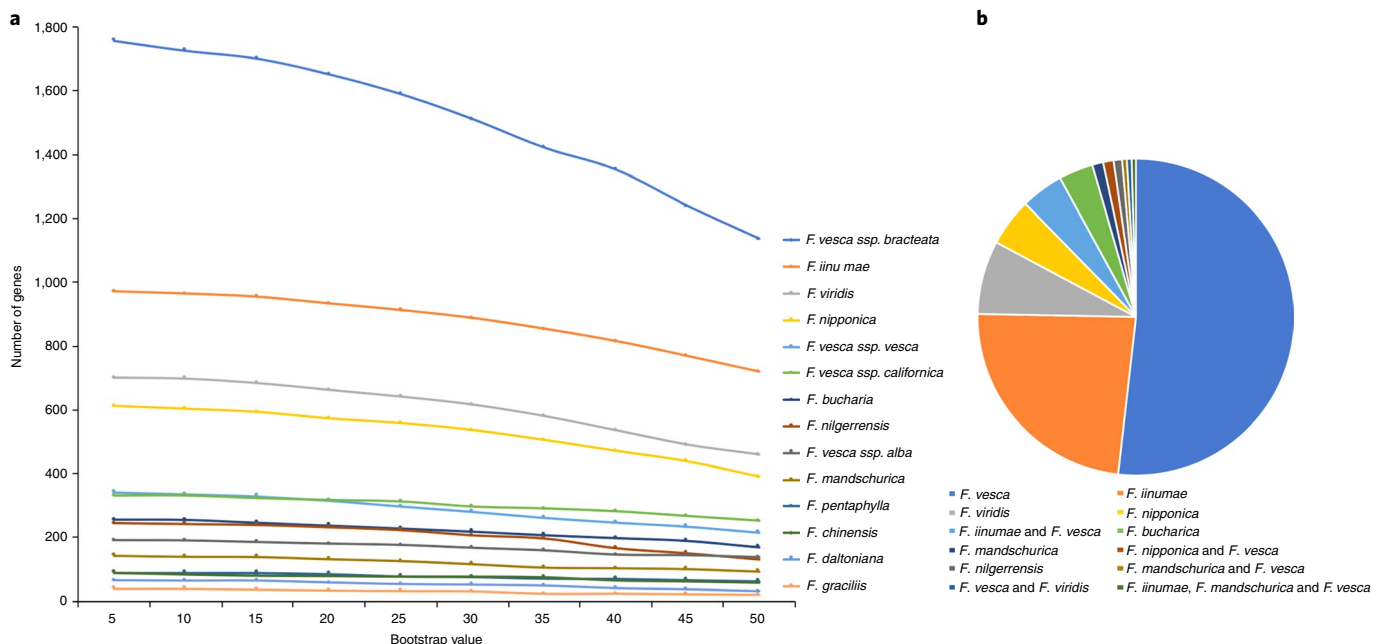 a
b
1,800
1,600
1,400
1,200
1,000
800
600
400
200
0
Number of genes
5 10 15 20 25 30 35 40 45 50
Bootstrap value
F. vesca ssp. bracteata
F. iinu mae
F. viridis
F. nipponica
F. vesca ssp. vesca
F. vesca ssp. californica
F. bucharia
F. nilgerrensis
F. vesca ssp. alba
F. mandschurica
F. pentaphylla
F. chinensis
F. daltoniana
F. graciliis
F. vesca F. iinumae
F. viridis F. nipponica
F. iinumae and F. vesca F. bucharica
F. mandschurica F. nipponica and F. vesca
F. nilgerrensis F. mandschurica and F. vesca
F. vesca and F. viridis F. iinumae, F. mandschurica and F. vesca